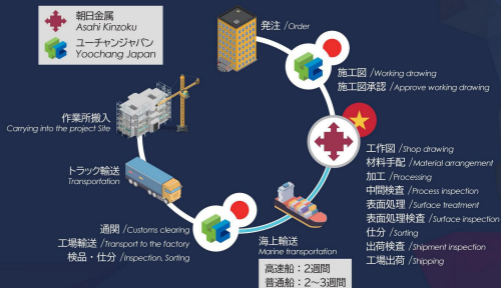 朝日金属
Asahi Kinzoku
ユーチャンジャパン
Yoochang Japan
発注 /Order
施工図 /Working drawing
施工図承認 /Approve working drawing
工作図 /Shop drawing
材料手配 /Material arrangement
加工 /Processing
中間検査 /Process inspection
表面処理 /Surface treatment
表面処理検査 /Surface inspection
仕分 /Sorting
出荷検査 /Shipment inspection
工場出荷 /Shipping
海上輸送
Marine transportation
高速船:2週間
普通船:2~3週間
通関 /Customs clearing
工場輸送 /Transport to the factory
検品・仕分 /Inspection, Sorting
トラック輸送
Transportation
作業所搬入
Carrying into the project Site